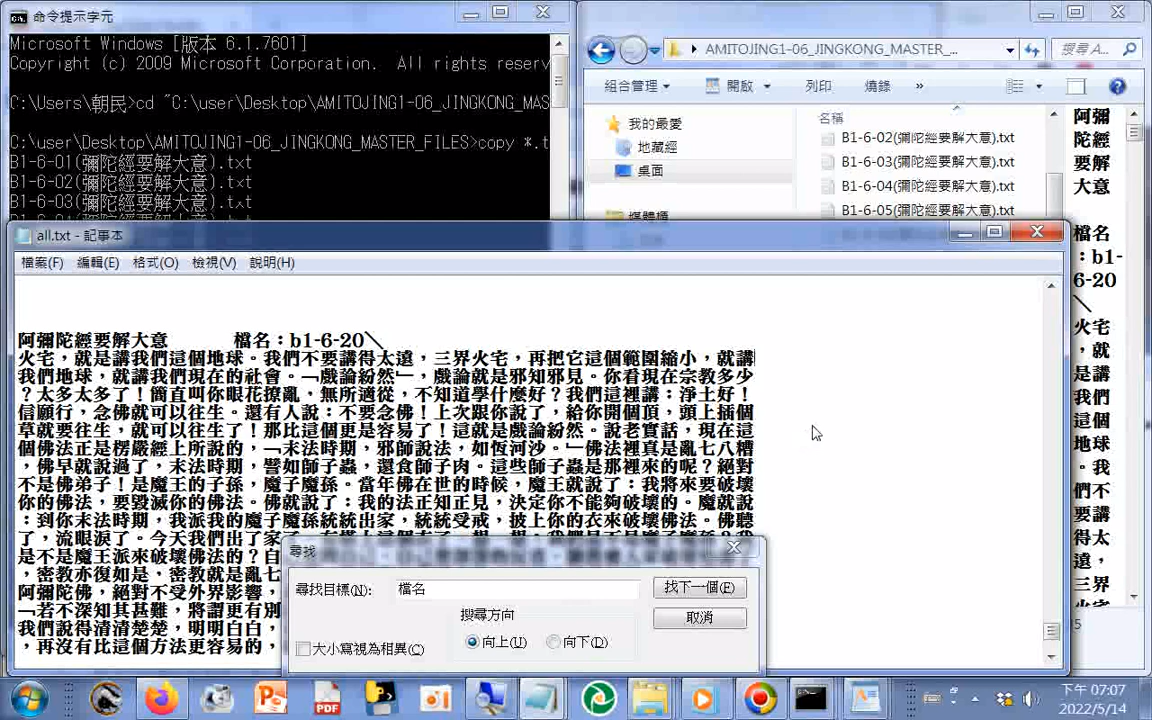 命令提示字元
Microsoft Windows [版本 6.1.7601]
Copyright (c) 2009 Microsoft Corporation.  All rights reserv
C:\Users\朝民>cd "C:\user\Desktop\AMITOJING1-06_JINGKONG_MAS
C:\user\Desktop\AMITOJING1-06_JINGKONG_MASTER_FILES>copy *.t
B1-6-01(彌陀經要解大意).txt
B1-6-02(彌陀經要解大意).txt
B1-6-03(彌陀經要解大意).txt
AMITOJING1-06_JINGKONG_MASTER_...
搜尋 A...
組合管理
開啟
列印
燒錄
»
我的最愛
地藏經
桌面
媒體櫃
名稱
B1-6-02(彌陀經要解大意).txt
B1-6-03(彌陀經要解大意).txt
B1-6-04(彌陀經要解大意).txt
B1-6-05(彌陀經要解大意).txt
阿彌
陀經
要解
大意
檔名
：b1-
6-20
╲
火宅
，就
是講
我們
這個
地球
。我
們不
要講
得太
遠，
三界
火宅
all.txt - 記事本
檔案(F)
編輯(E)
格式(O)
檢視(V)
說明(H)
阿彌陀經要解大意　　　檔名：b1-6-20╲
火宅，就是講我們這個地球。我們不要講得太遠，三界火宅，再把它這個範圍縮小，就講
我們地球，就講我們現在的社會。﹁戲論紛然﹂，戲論就是邪知邪見。你看現在宗教多少
？太多太多了！簡直叫你眼花撩亂，無所適從，不知道學什麼好？我們這裡講：淨土好！
信願行，念佛就可以往生。還有人說：不要念佛！上次跟你說了，給你開個頂，頭上插個
草就要往生，就可以往生了！那比這個更是容易了！這就是戲論紛然。說老實話，現在這
個佛法正是楞嚴經上所說的，﹁末法時期，邪師說法，如恆河沙。﹂佛法裡真是亂七八糟
，佛早就說過了，末法時期，譬如師子蟲，還食師子肉。這些師子蟲是那裡來的呢？絕對
不是佛弟子！是魔王的子孫，魔子魔孫。當年佛在世的時候，魔王就說了：我將來要破壞
你的佛法，要毀滅你的佛法。佛就說了：我的法正知正見，決定你不能夠破壞的。魔就說
：到你末法時期，我派我的魔子魔孫統統出家，統統受戒，披上你的衣來破壞佛法。佛聽
了，流眼淚了。今天我們出了家了
是不是魔王派來破壞佛法的？自
，密教亦復如是，密教就是亂七
阿彌陀佛，絕對不受外界影響，
﹁若不深知其甚難，將謂更有別
我們說得清清楚楚，明明白白，
，再沒有比這個方法更容易的，
尋找
尋找目標(N):
檔名
找下一個(F)
取消
搜尋方向
大小寫視為相異(C)
向上(U)
向下(D)
PDF
下午 07:07
2022/5/14